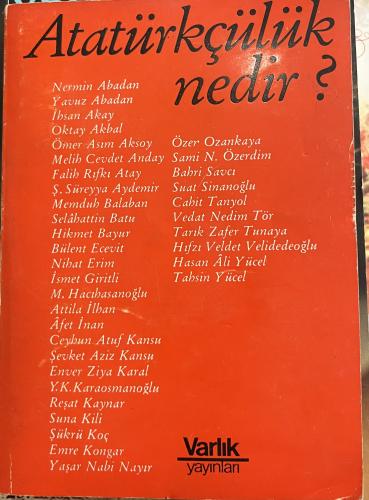 Atatürkçülük
nedir?
Nermin Abadan
Yavuz Abadan
İhsan Akay
Oktay Akbal
Ömer Asım Aksoy
Melih Cevdet Anday
Falih Rıfkı Atay
Ş. Süreyya Aydemir
Memduh Balaban
Selâhattin Batu
Hikmet Bayur
Bülent Ecevit
Nihat Erim
İsmet Giritli
M. Hacıhasanoğlu
Attila İlhan
Âfet İnan
Ceyhun Atuf Kansu
Şevket Aziz Kansu
Enver Ziya Karal
Y.K.Karaosmanoğlu
Reşat Kaynar
Suna Kili
Şükrü Koç
Emre Kongar
Yaşar Nabi Nayır
Özer Ozankaya
Sami N. Özerdim
Bahri Savcı
Suat Sinanoğlu
Cahit Tanyol
Vedat Nedim Tör
Tarık Zafer Tunaya
Hıfzı Veldet Velidedeoğlu
Hasan Âli Yücel
Tahsin Yücel
Varlık
yayınları